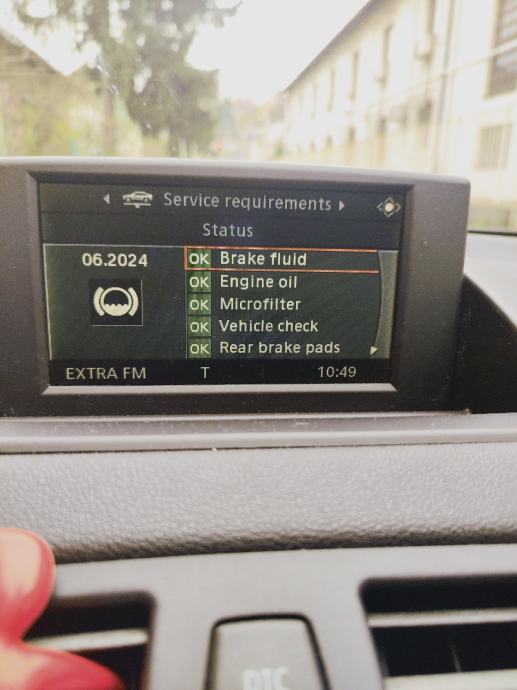 Service requirements
Status
06.2024
OK Brake fluid
OK Engine oil
OK Microfilter
OK Vehicle check
OK Rear brake pads
EXTRA FM T 10:49
DTC